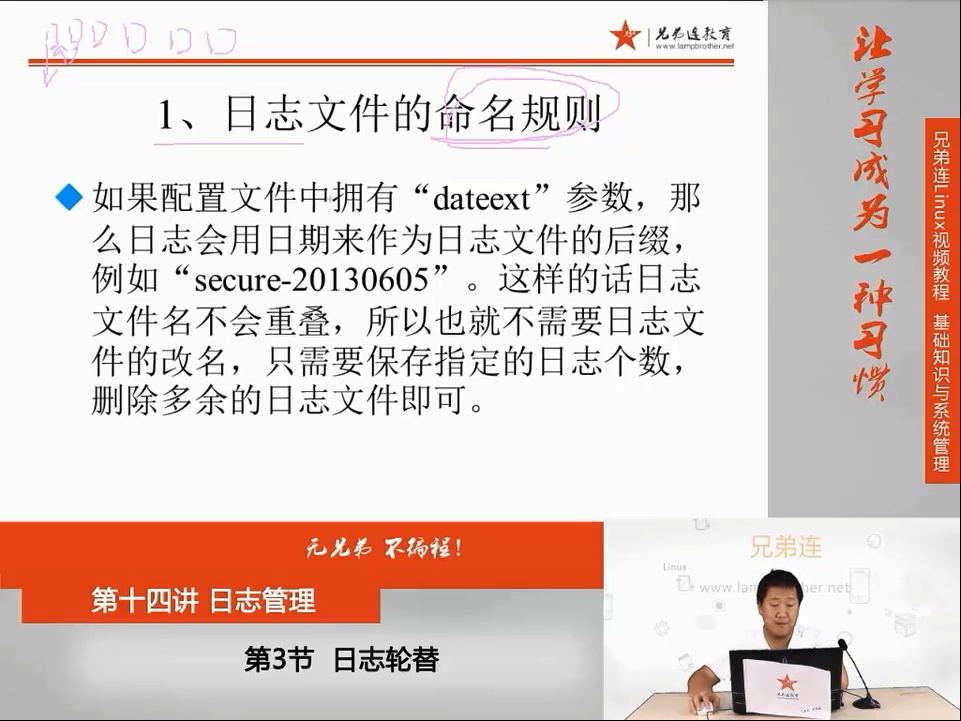 兄弟连教育
www.lampbrother.net
1、日志文件的命名规则
如果配置文件中拥有“dateext”参数，那
么日志会用日期来作为日志文件的后缀，
例如“secure-20130605”。这样的话日志
文件名不会重叠，所以也就不需要日志文
件的改名，只需要保存指定的日志个数，
删除多余的日志文件即可。
让学习成为一种习惯
兄弟连Linux视频教程 基础知识与系统管理
无兄弟 不编程！
第十四讲 日志管理
第3节 日志轮替
兄弟连
Linux
兄弟连教育